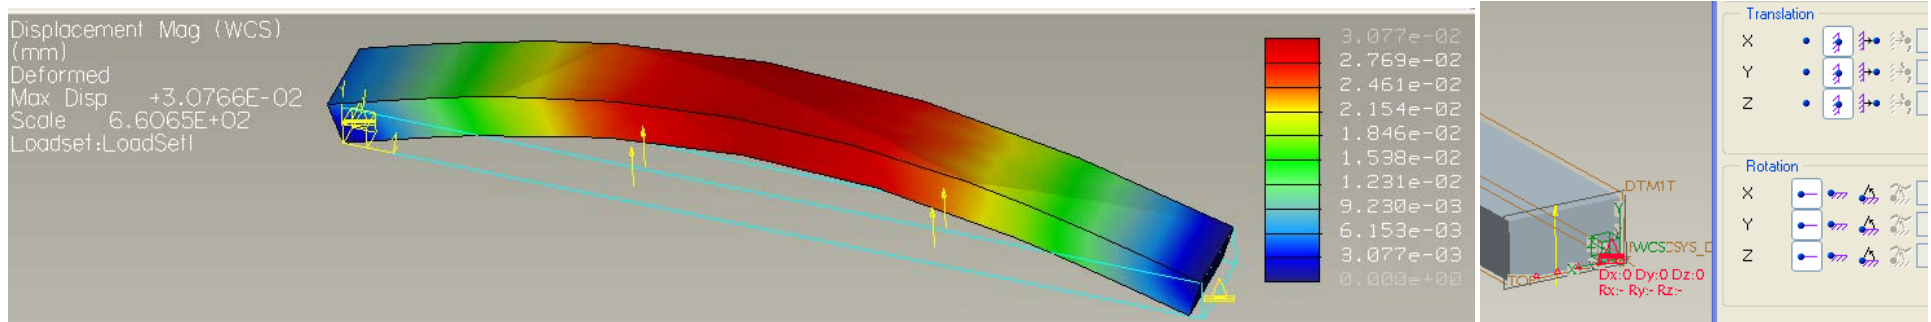 Displacement Mag (WCS)
(mm)
Deformed
Max Disp +3.0766E-02
Scale 6.6065E+02
Loadset:LoadSet1
3.077e-02
2.769e-02
2.461e-02
2.154e-02
1.846e-02
1.538e-02
1.231e-02
9.230e-03
6.153e-03
3.077e-03
0.000e+00
DTM1T
Y
WCS
CSYS_D
X
TOP
Dx:0 Dy:0 Dz:0
Rx:- Ry:- Rz:-
Translation
X
Y
Z
Rotation
X
Y
Z